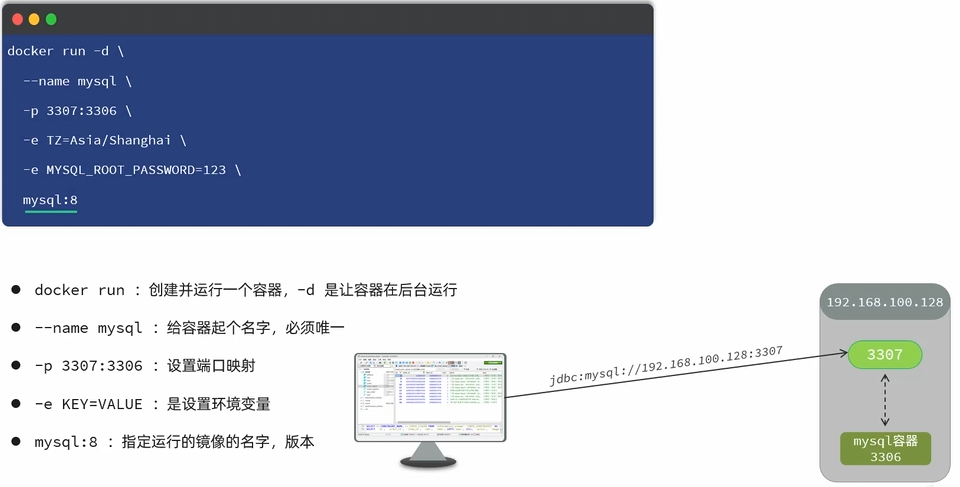 docker run -d \
--name mysql \
-p 3307:3306 \
-e TZ=Asia/Shanghai \
-e MYSQL_ROOT_PASSWORD=123 \
mysql:8
● docker run ：创建并运行一个容器，-d 是让容器在后台运行
● --name mysql ：给容器起个名字，必须唯一
● -p 3307:3306 ：设置端口映射
● -e KEY=VALUE ：是设置环境变量
● mysql:8 ：指定运行的镜像的名字，版本
jdbc:mysql://192.168.100.128:3307
192.168.100.128
3307
mysql容器
3306